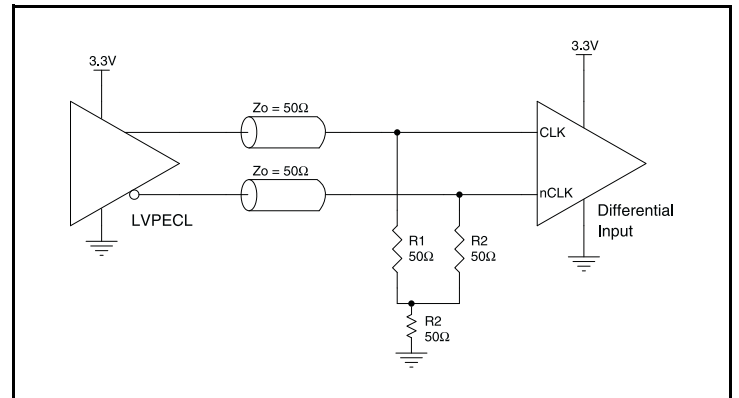 3.3V
3.3V
Zo = 50Ω
CLK
Zo = 50Ω
nCLK
LVPECL
Differential
Input
R1
50Ω
R2
50Ω
R2
50Ω